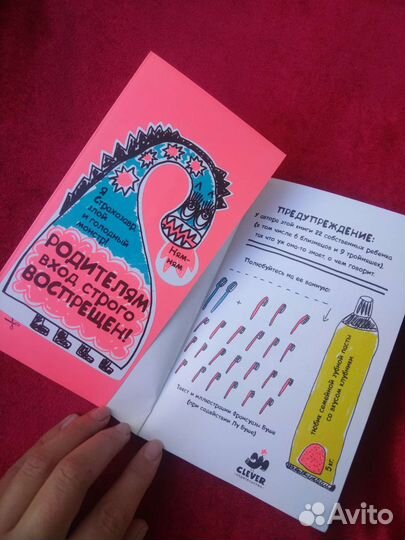 Я
Страхозавр,
злой
и голодный
монстр!
Ням-
ням
РОДИТЕЛЯМ
ВХОД СТРОГО
ВОСПРЕЩЕН!
ПРЕДУПРЕЖДЕНИЕ:
У автора этой книги 22 собственных ребенка
(в том числе 6 близнецов и 9 тройняшек),
так что уж она-то знает, о чем говорит.
Полюбуйтесь на ее ванную:
+
тюбик семейной зубной пасты
со вкусом клубники
5 кг.
Текст и иллюстрации Франсуазы Буше
(при содействии Лу Буше)
CLEVER
Avito